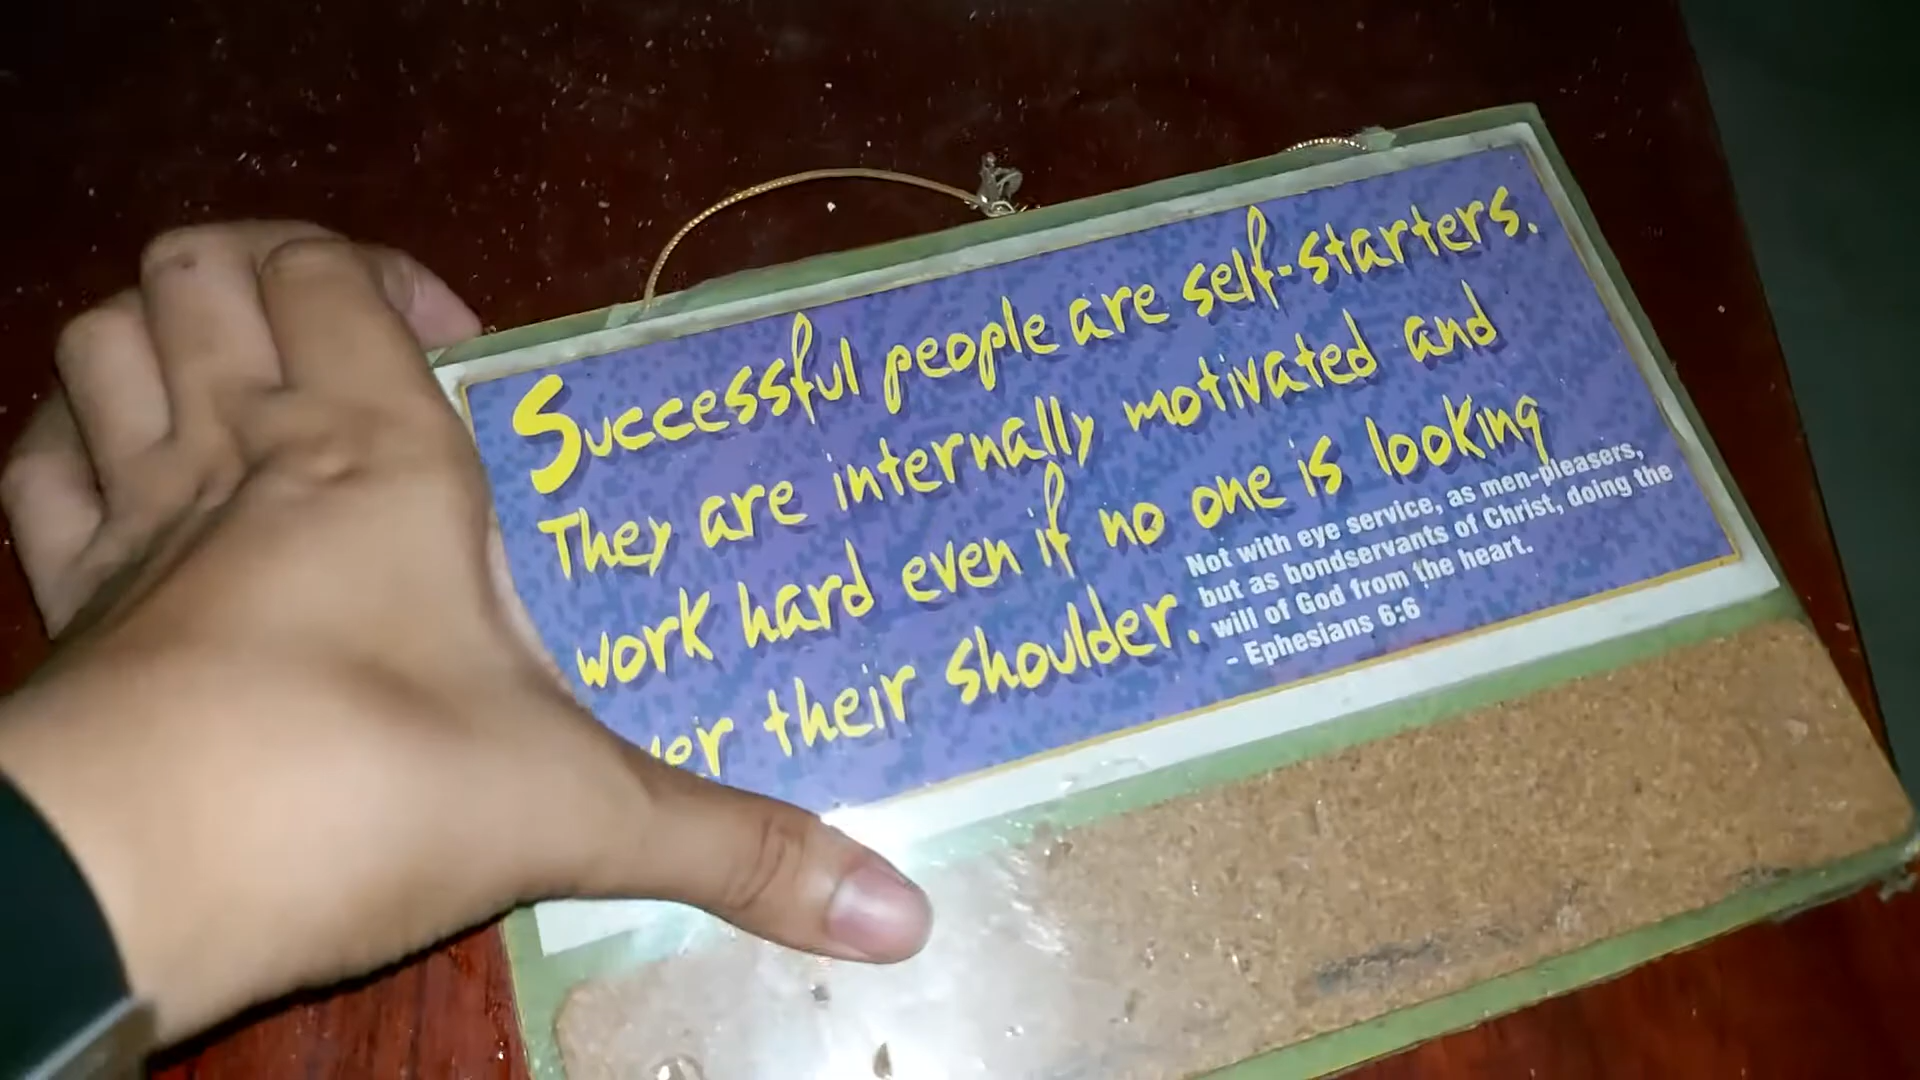 Successful people are self-starters.
They are internally motivated and
work hard even if no one is looking
over their shoulder.
Not with eye service, as men-pleasers,
but as bondservants of Christ, doing the
will of God from the heart.
- Ephesians 6:6